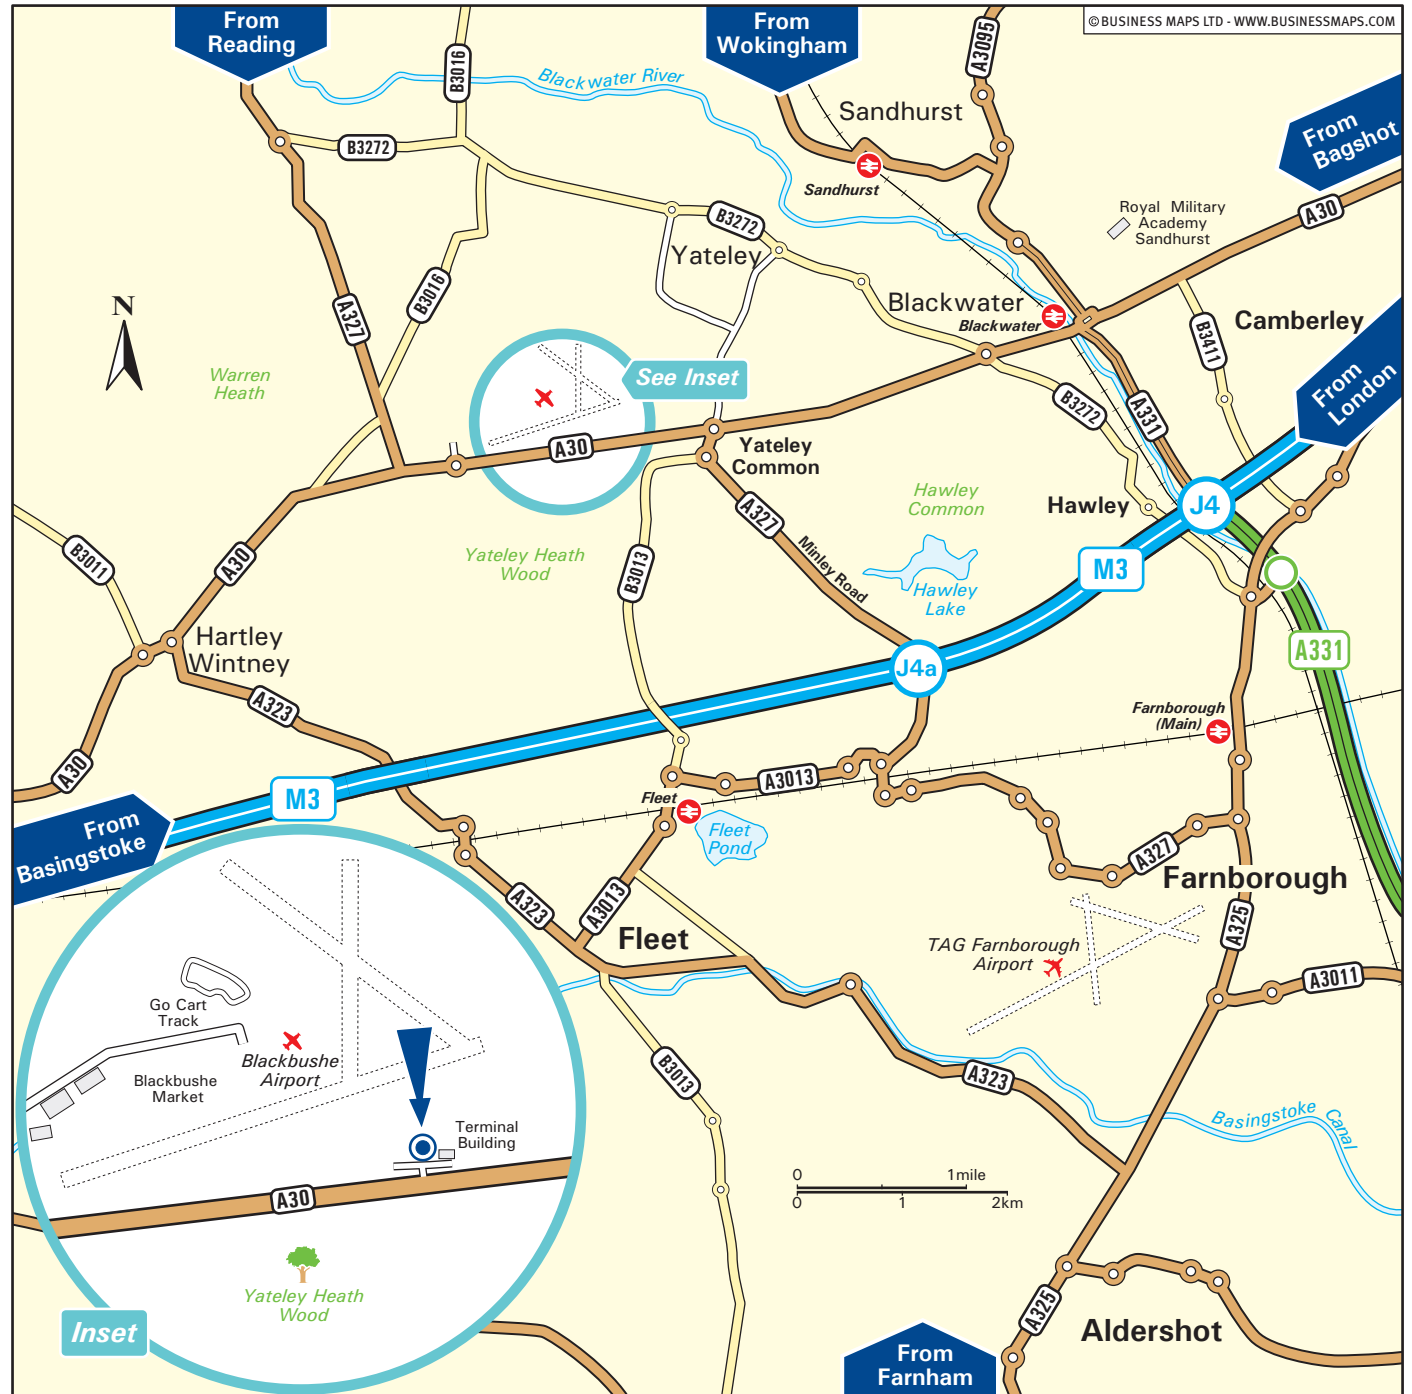 From
Reading
From
Wokingham
© BUSINESS MAPS LTD - WWW.BUSINESSMAPS.COM
B3016
A3095
Blackwater River
Sandhurst
From
Bagshot
B3272
Sandhurst
A30
Royal Military
Academy
Sandhurst
B3272
Yateley
B3016
N
A327
Blackwater
Blackwater
Camberley
B3411
From
London
Warren
Heath
See Inset
B3272
A331
A30
Yateley
Common
Hawley
Common
Hawley
J4
A327
B3011
A30
Yateley Heath
Wood
B3013
Minley Road
M3
Hawley
Lake
Hartley
Wintney
A331
J4a
A323
Farnborough
(Main)
A30
M3
A3013
Fleet
From
Basingstoke
Fleet
Pond
A327
Farnborough
A323
A3013
Fleet
A325
TAG Farnborough
Airport
A3011
Go Cart
Track
Blackbushe
Airport
Blackbushe
Market
B3013
A323
Terminal
Building
Basingstoke Canal
0 1mile
0 1 2km
A30
Yateley Heath
Wood
Inset
A325
Aldershot
From
Farnham